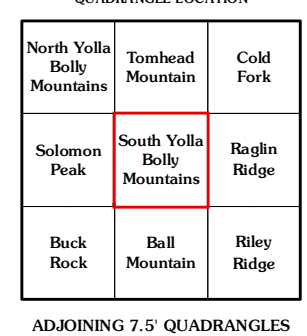 QUADRANGLE LOCATION
North Yolla
Bolly
Mountains
Tomhead
Mountain
Cold
Fork
Solomon
Peak
South Yolla
Bolly
Mountains
Raglin
Ridge
Buck
Rock
Ball
Mountain
Riley
Ridge
ADJOINING 7.5' QUADRANGLES